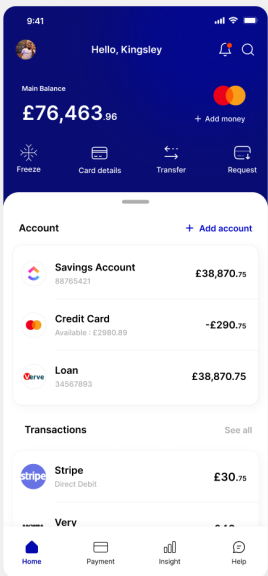 9:41
Hello, Kingsley
Main Balance
£76,463.96
+ Add money
Freeze
Card details
Transfer
Request
Account
+ Add account
Savings Account
£38,870.75
88765421
Credit Card
-£290.75
Available : £2980.89
Verve
Loan
£38,870.75
34567893
Transactions
See all
stripe
Stripe
£30.75
Direct Debit
Very
Home
Payment
Insight
Help